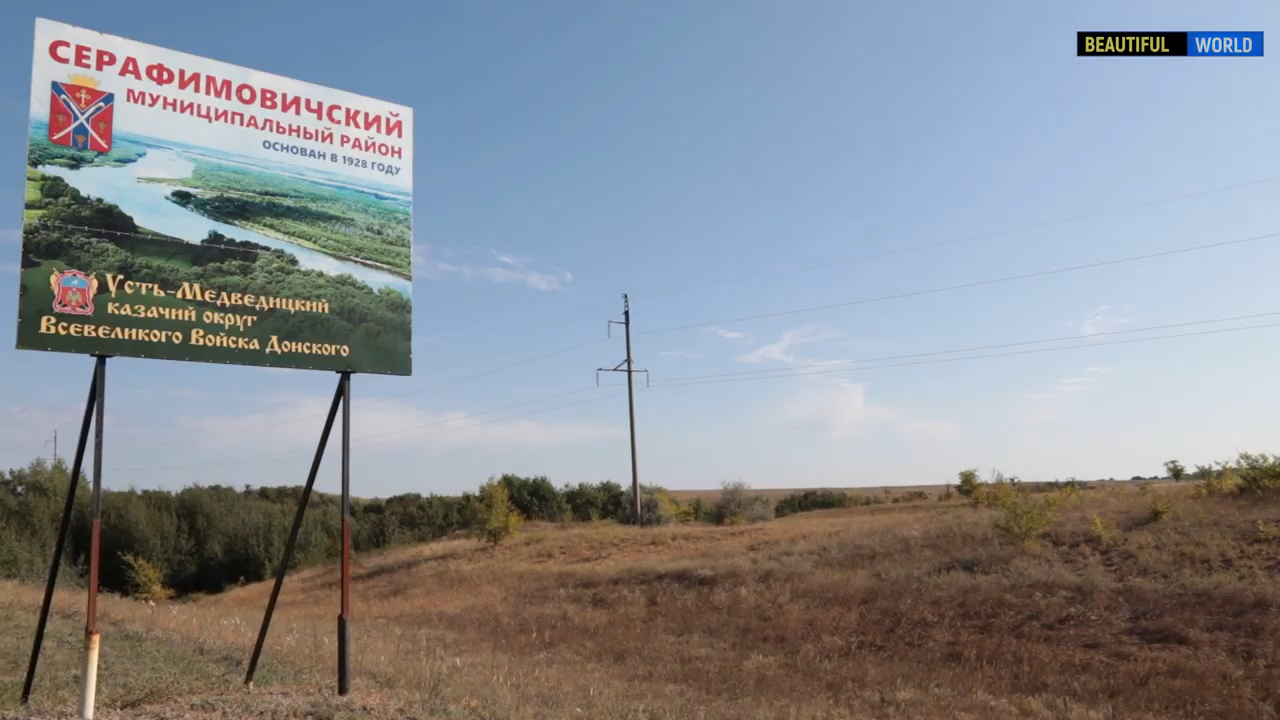 СЕРАФИМОВИЧСКИЙ
МУНИЦИПАЛЬНЫЙ РАЙОН
ОСНОВАН В 1928 ГОДУ
Усть-Медведицкий
казачий округ
Всевеликого Войска Донского
BEAUTIFUL WORLD